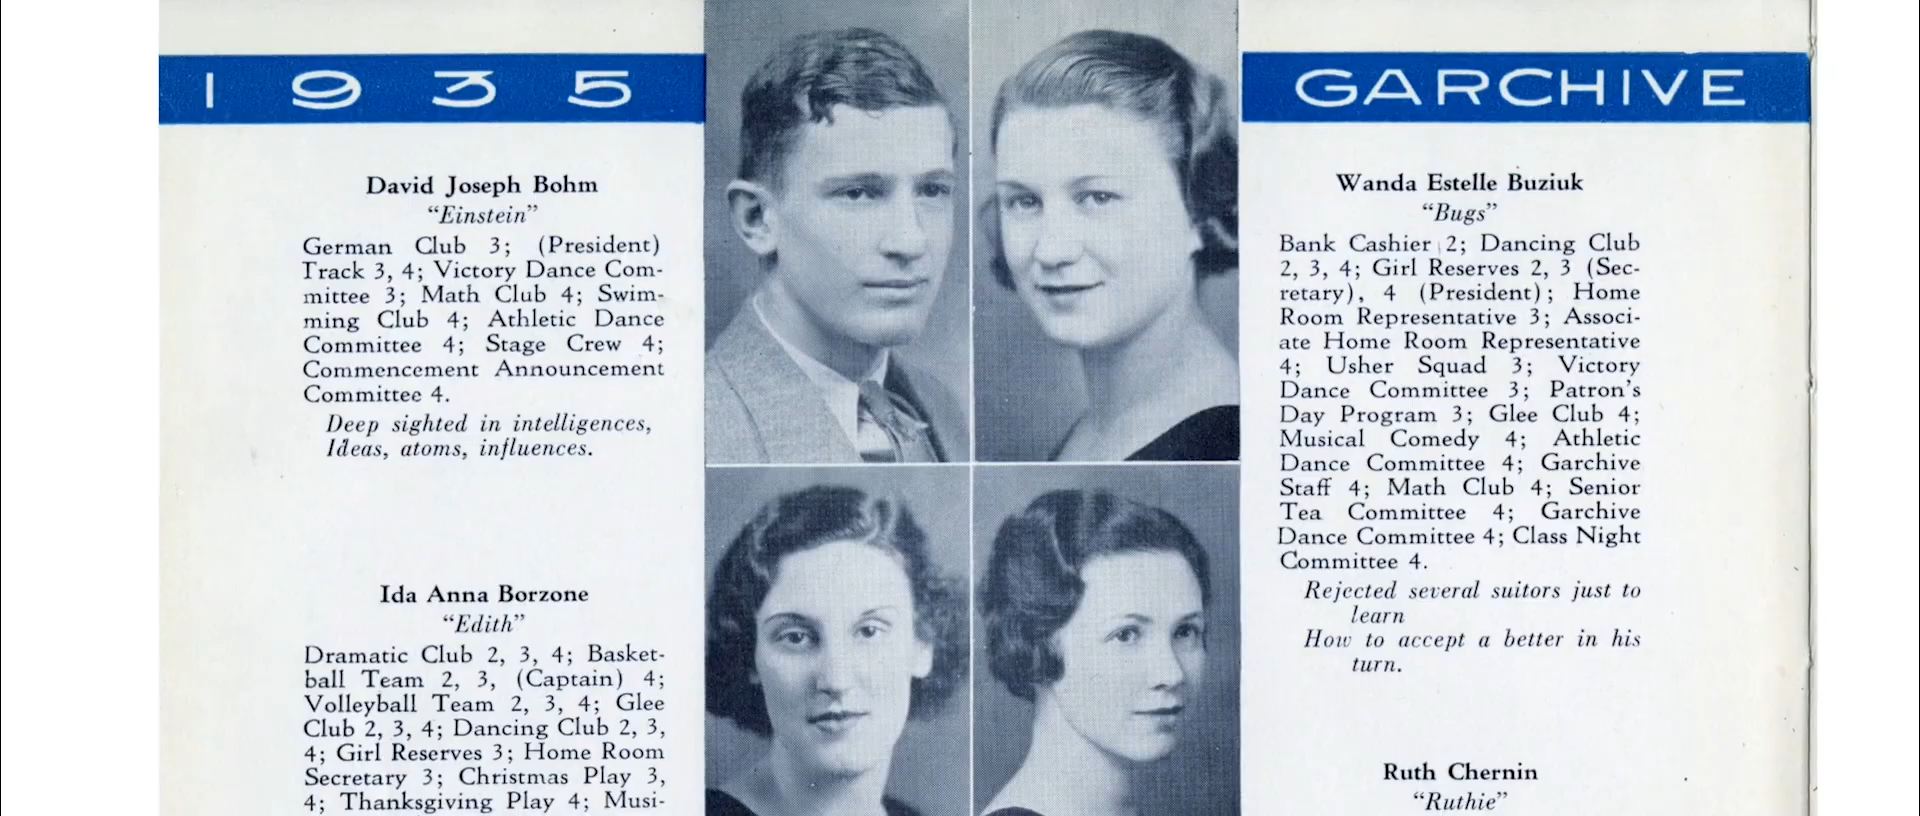 1935
GARCHIVE
David Joseph Bohm
"Einstein"
German Club 3; (President)
Track 3, 4; Victory Dance Com-
mittee 3; Math Club 4; Swim-
ming Club 4; Athletic Dance
Committee 4; Stage Crew 4;
Commencement Announcement
Committee 4.
Deep sighted in intelligences,
Ideas, atoms, influences.
Ida Anna Borzone
"Edith"
Dramatic Club 2, 3, 4; Basket-
ball Team 2, 3, (Captain) 4;
Volleyball Team 2, 3, 4; Glee
Club 2, 3, 4; Dancing Club 2, 3,
4; Girl Reserves 3; Home Room
Secretary 3; Christmas Play 3,
4; Thanksgiving Play 4; Musi-
Wanda Estelle Buziuk
"Bugs"
Bank Cashier 2; Dancing Club
2, 3, 4; Girl Reserves 2, 3 (Sec-
retary), 4 (President); Home
Room Representative 3; Associ-
ate Home Room Representative
4; Usher Squad 3; Victory
Dance Committee 3; Patron's
Day Program 3; Glee Club 4;
Musical Comedy 4; Athletic
Dance Committee 4; Garchive
Staff 4; Math Club 4; Senior
Tea Committee 4; Garchive
Dance Committee 4; Class Night
Committee 4.
Rejected several suitors just to
learn
How to accept a better in his
turn.
Ruth Chernin
"Ruthie"